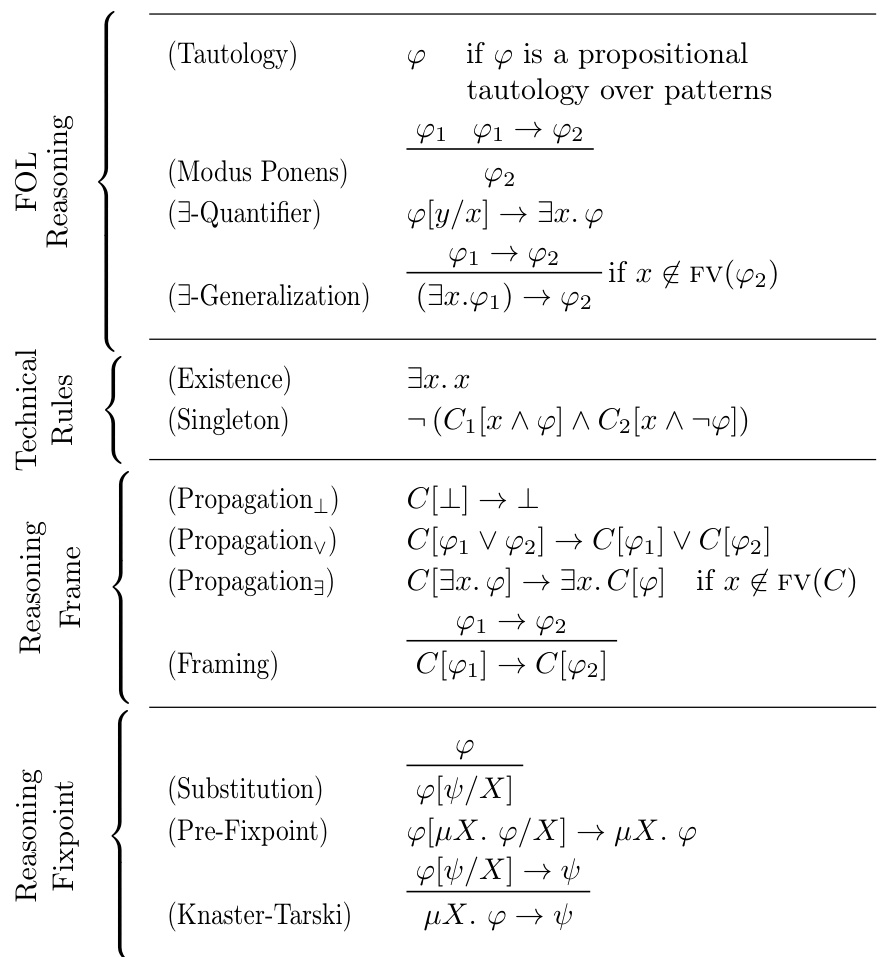 FOL
Reasoning
(Tautology) φ if φ is a propositional
tautology over patterns
φ₁ φ₁ → φ₂
(Modus Ponens) φ₂
(∃-Quantifier) φ[y/x] → ∃x. φ
φ₁ → φ₂
(∃-Generalization) (∃x.φ₁) → φ₂ if x ∉ FV(φ₂)
Technical
Rules
(Existence) ∃x. x
(Singleton) ¬ (C₁[x ∧ φ] ∧ C₂[x ∧ ¬φ])
Reasoning
Frame
(Propagation⊥) C[⊥] → ⊥
(Propagation∨) C[φ₁ ∨ φ₂] → C[φ₁] ∨ C[φ₂]
(Propagation∃) C[∃x. φ] → ∃x. C[φ] if x ∉ FV(C)
φ₁ → φ₂
(Framing) C[φ₁] → C[φ₂]
Reasoning
Fixpoint
φ
(Substitution) φ[ψ/X]
(Pre-Fixpoint) φ[μX. φ/X] → μX. φ
φ[ψ/X] → ψ
(Knaster-Tarski) μX. φ → ψ